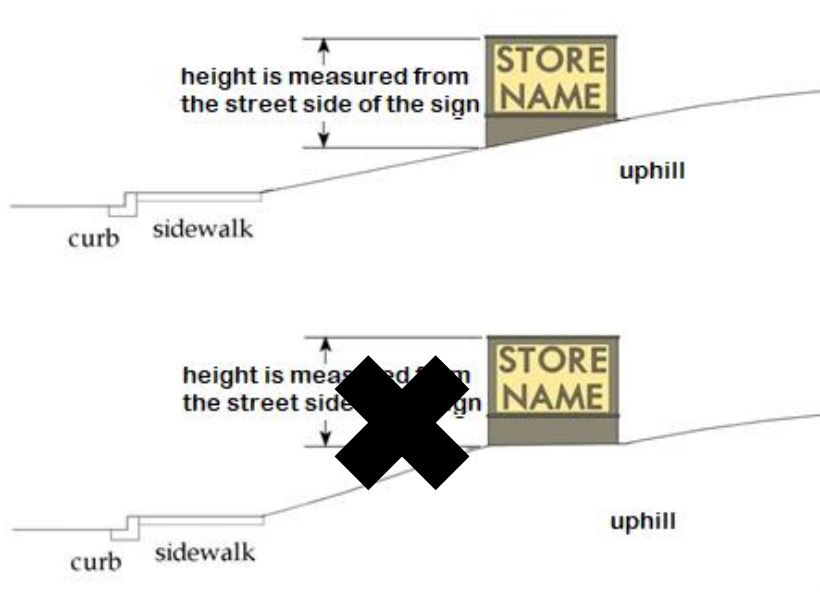 STORE
NAME
height is measured from
the street side of the sign
uphill
curb
sidewalk
STORE
NAME
height is m
the street side
gn
uphill
curb
sidewalk